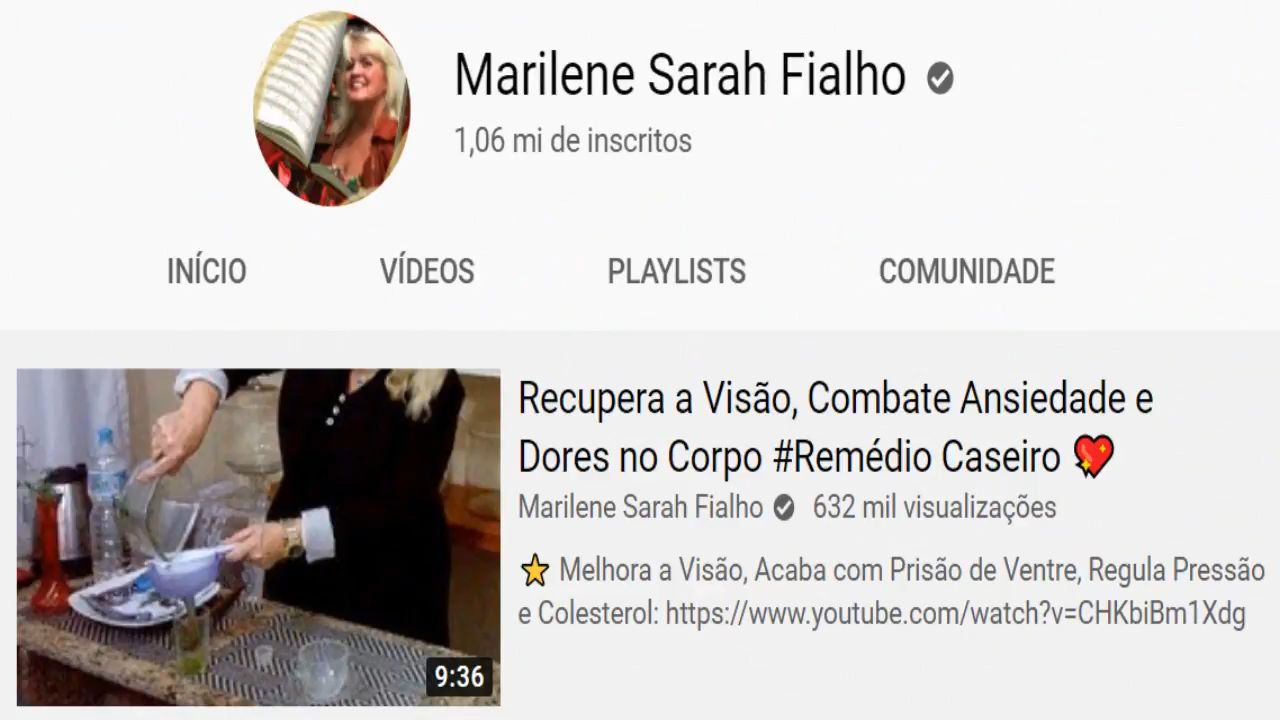 Marilene Sarah Fialho
1,06 mi de inscritos
INÍCIO VÍDEOS PLAYLISTS COMUNIDADE
Recupera a Visão, Combate Ansiedade e
Dores no Corpo #Remédio Caseiro 💖
Marilene Sarah Fialho 632 mil visualizações
⭐ Melhora a Visão, Acaba com Prisão de Ventre, Regula Pressão
e Colesterol: https://www.youtube.com/watch?v=CHKbiBm1Xdg
9:36